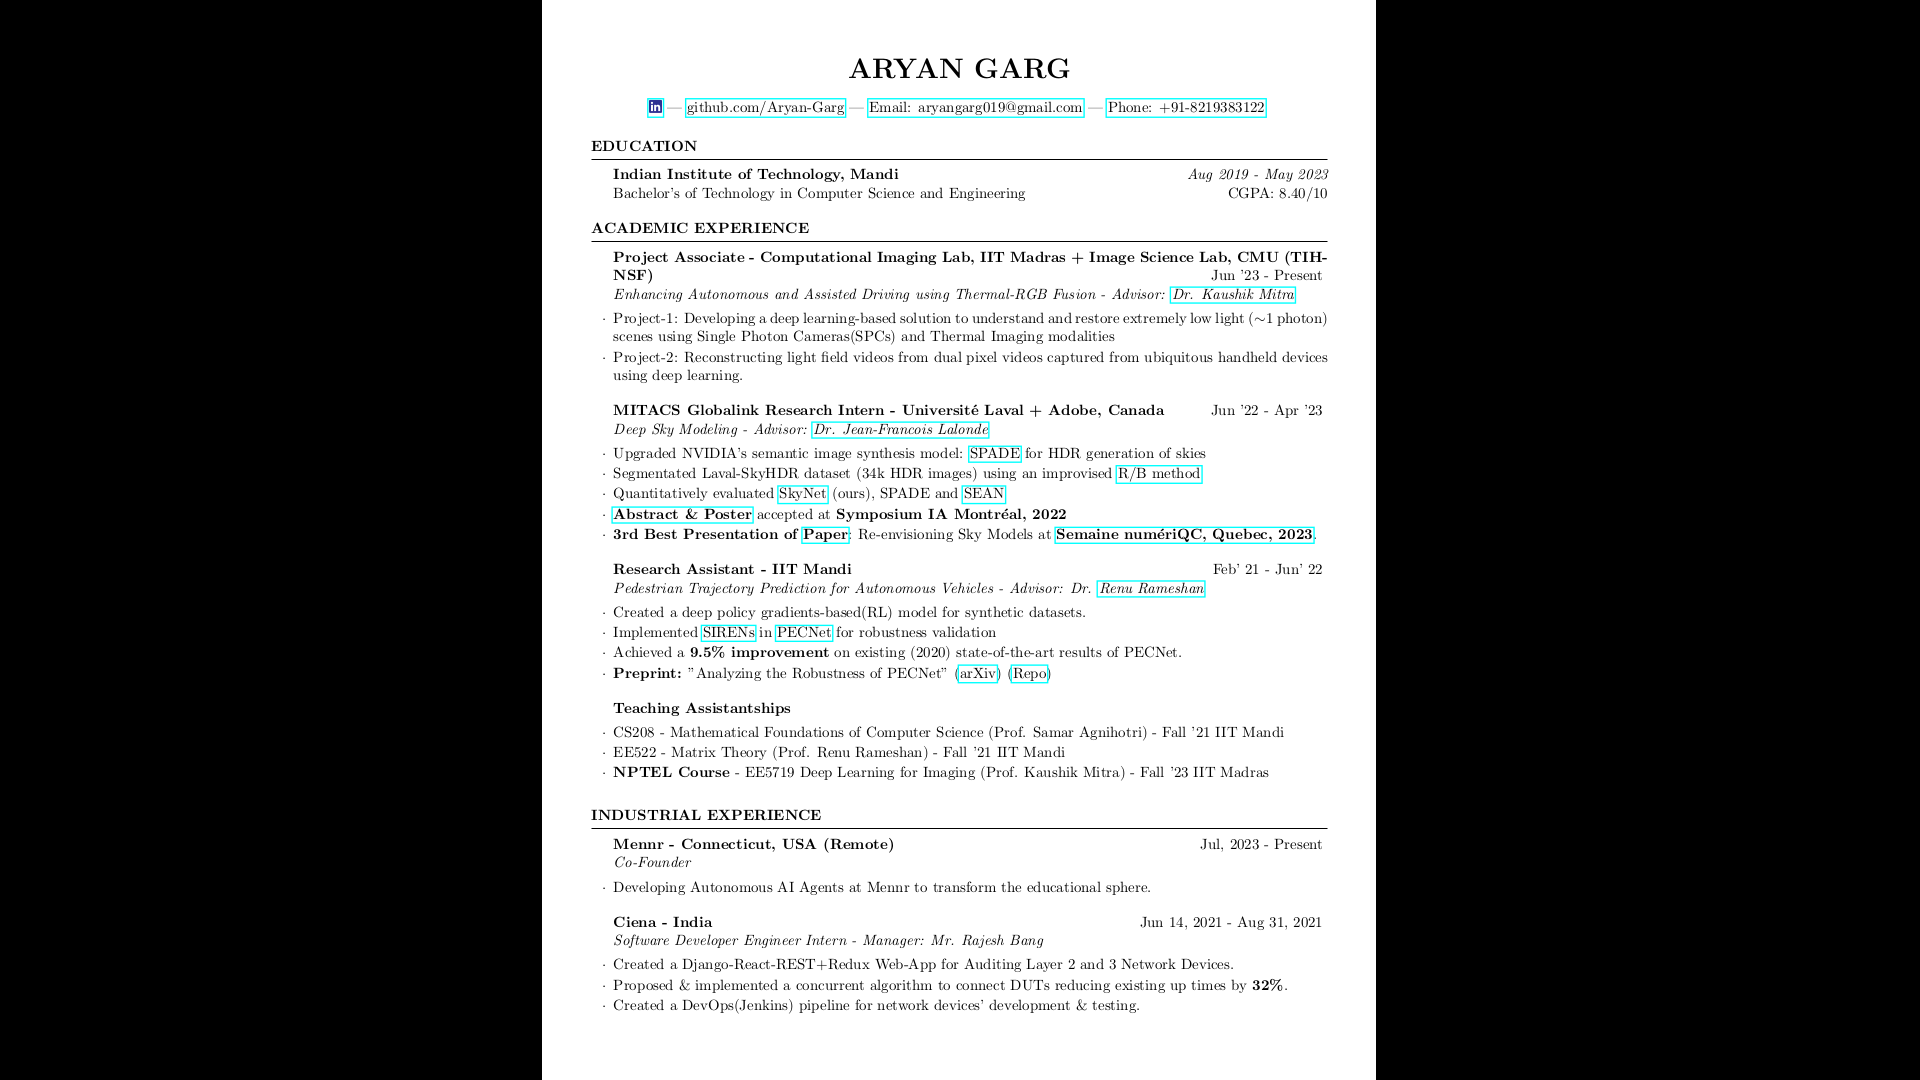 ARYAN GARG
in — github.com/Aryan-Garg — Email: aryangarg019@gmail.com — Phone: +91-8219383122
EDUCATION
Indian Institute of Technology, Mandi Aug 2019 - May 2023
Bachelor's of Technology in Computer Science and Engineering CGPA: 8.40/10
ACADEMIC EXPERIENCE
Project Associate - Computational Imaging Lab, IIT Madras + Image Science Lab, CMU (TIH-
NSF) Jun '23 - Present
Enhancing Autonomous and Assisted Driving using Thermal-RGB Fusion - Advisor: Dr. Kaushik Mitra
· Project-1: Developing a deep learning-based solution to understand and restore extremely low light (∼1 photon)
scenes using Single Photon Cameras(SPCs) and Thermal Imaging modalities
· Project-2: Reconstructing light field videos from dual pixel videos captured from ubiquitous handheld devices
using deep learning.
MITACS Globalink Research Intern - Université Laval + Adobe, Canada Jun '22 - Apr '23
Deep Sky Modeling - Advisor: Dr. Jean-Francois Lalonde
· Upgraded NVIDIA's semantic image synthesis model: SPADE for HDR generation of skies
· Segmentated Laval-SkyHDR dataset (34k HDR images) using an improvised R/B method
· Quantitatively evaluated SkyNet (ours), SPADE and SEAN
· Abstract & Poster accepted at Symposium IA Montréal, 2022
· 3rd Best Presentation of Paper: Re-envisioning Sky Models at Semaine numériQC, Quebec, 2023.
Research Assistant - IIT Mandi Feb' 21 - Jun' 22
Pedestrian Trajectory Prediction for Autonomous Vehicles - Advisor: Dr. Renu Rameshan
· Created a deep policy gradients-based(RL) model for synthetic datasets.
· Implemented SIRENs in PECNet for robustness validation
· Achieved a 9.5% improvement on existing (2020) state-of-the-art results of PECNet.
· Preprint: ”Analyzing the Robustness of PECNet” (arXiv) (Repo)
Teaching Assistantships
· CS208 - Mathematical Foundations of Computer Science (Prof. Samar Agnihotri) - Fall '21 IIT Mandi
· EE522 - Matrix Theory (Prof. Renu Rameshan) - Fall '21 IIT Mandi
· NPTEL Course - EE5719 Deep Learning for Imaging (Prof. Kaushik Mitra) - Fall '23 IIT Madras
INDUSTRIAL EXPERIENCE
Mennr - Connecticut, USA (Remote) Jul, 2023 - Present
Co-Founder
· Developing Autonomous AI Agents at Mennr to transform the educational sphere.
Ciena - India Jun 14, 2021 - Aug 31, 2021
Software Developer Engineer Intern - Manager: Mr. Rajesh Bang
· Created a Django-React-REST+Redux Web-App for Auditing Layer 2 and 3 Network Devices.
· Proposed & implemented a concurrent algorithm to connect DUTs reducing existing up times by 32%.
· Created a DevOps(Jenkins) pipeline for network devices' development & testing.